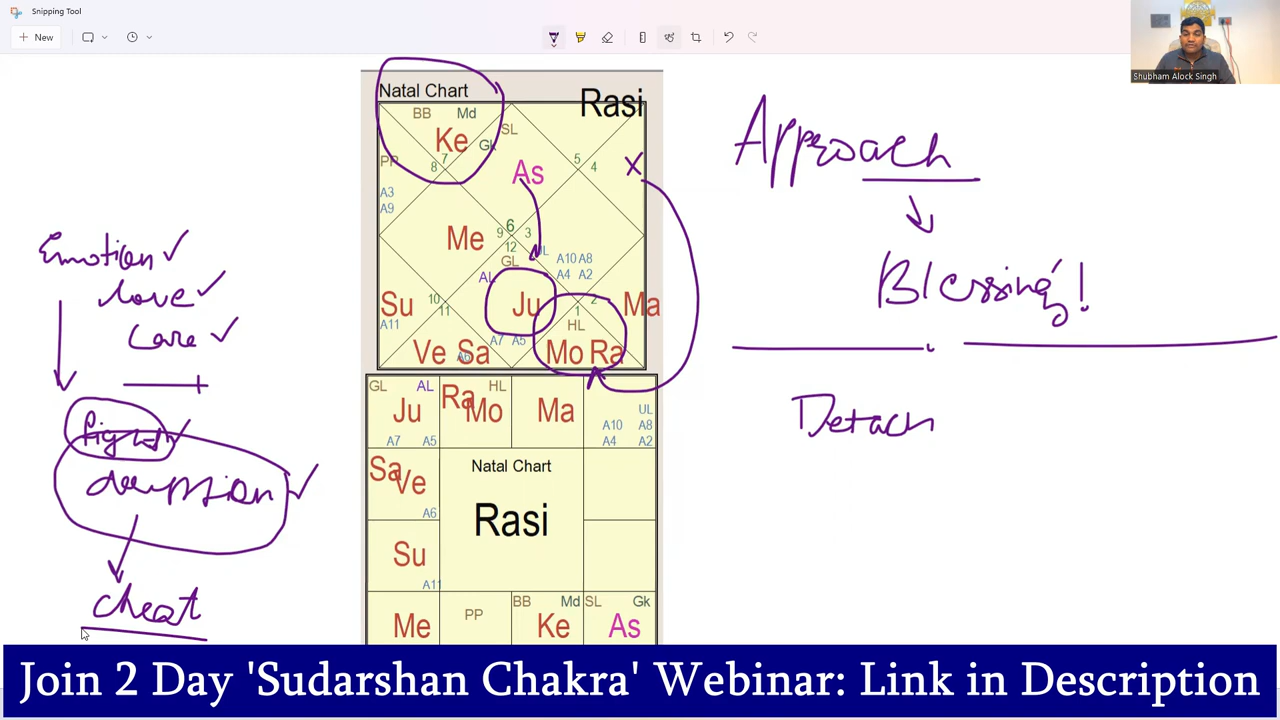 Snipping Tool
New
Shubham Alock Singh
Natal Chart
Rasi
BB Md
Ke
Gk
SL
PP
8 7
5 4
As
X
A3
A9
Me
9 6 3
12
GL
UL
A10 A8
A4 A2
AL
Su
10
11
Ju
1
2
Ma
HL
A11
Ve Sa
A6
A7 A5
Mo Ra
GL AL
Ju
A7 A5
Ra
HL
Mo
Ma
UL
A10 A8
A4 A2
Sa
Ve
A6
Natal Chart
Rasi
Su
A11
Me
PP
BB Md
Ke
SL Gk
As
Emotion
love
care
cheat
Approach
Blessing!
Detach
Join 2 Day 'Sudarshan Chakra' Webinar: Link in Description